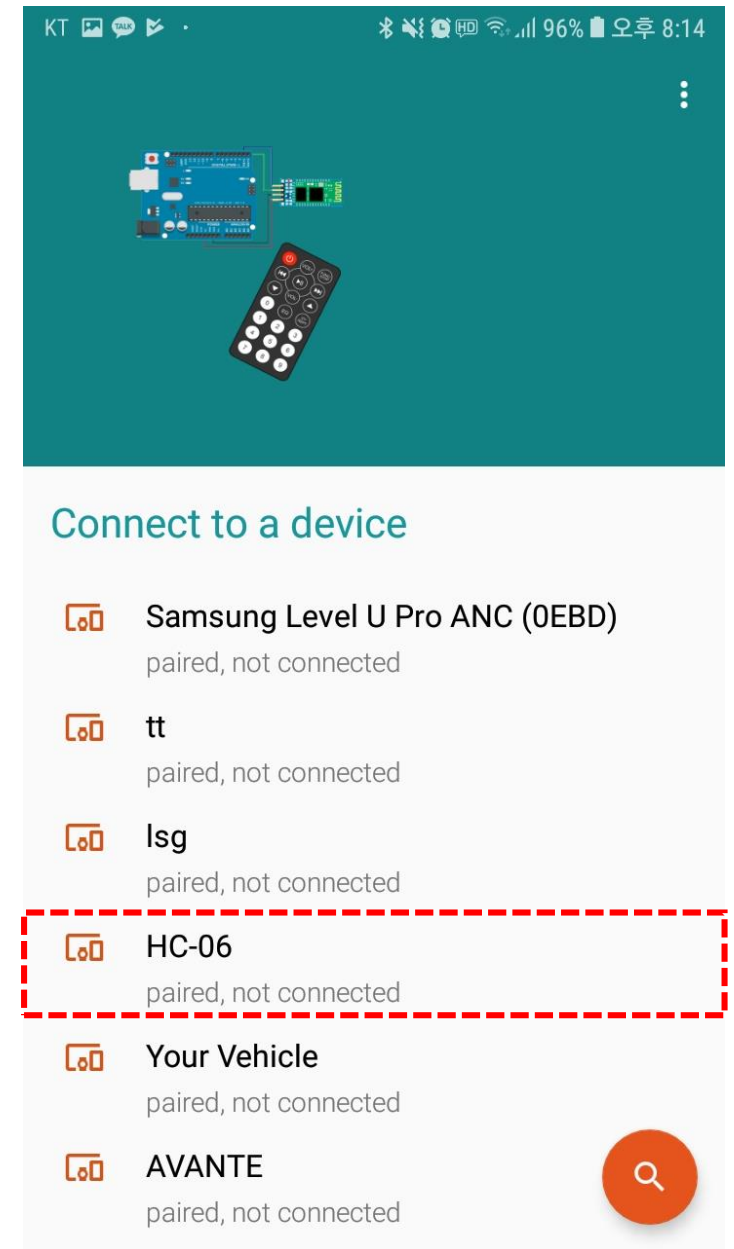 KT TALK HD 96% 오후 8:14
Connect to a device
Samsung Level U Pro ANC (0EBD)
paired, not connected
tt
paired, not connected
lsg
paired, not connected
HC-06
paired, not connected
Your Vehicle
paired, not connected
AVANTE
paired, not connected